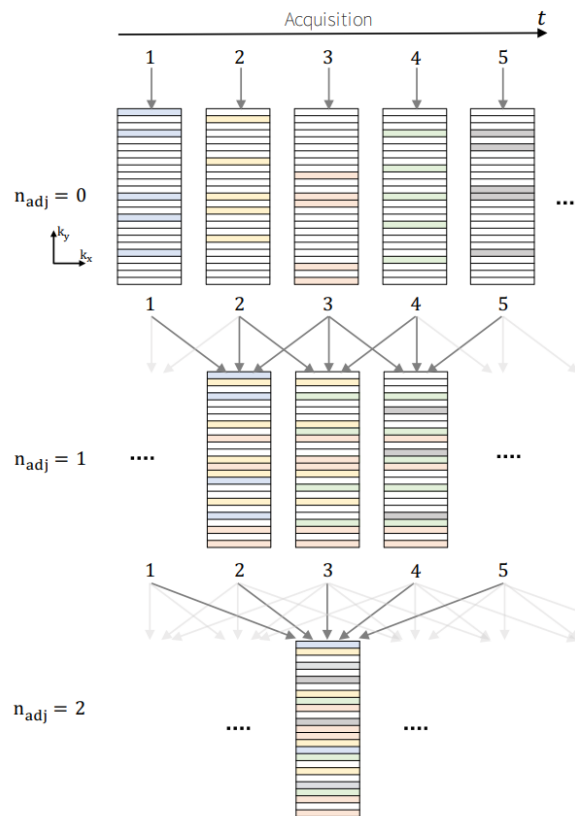 Acquisition t
1 2 3 4 5
n_adj = 0
k_y
k_x
....
1 2 3 4 5
n_adj = 1 .... ....
1 2 3 4 5
n_adj = 2 .... ....